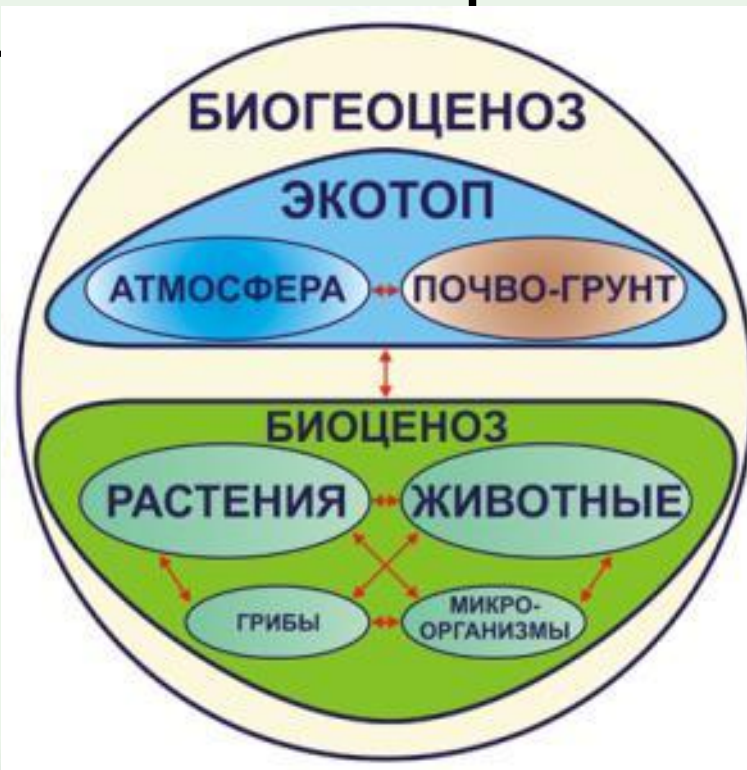 БИОГЕОЦЕНОЗ
ЭКОТОП
АТМОСФЕРА
ПОЧВО-ГРУНТ
БИОЦЕНОЗ
РАСТЕНИЯ
ЖИВОТНЫЕ
ГРИБЫ
МИКРО-
ОРГАНИЗМЫ